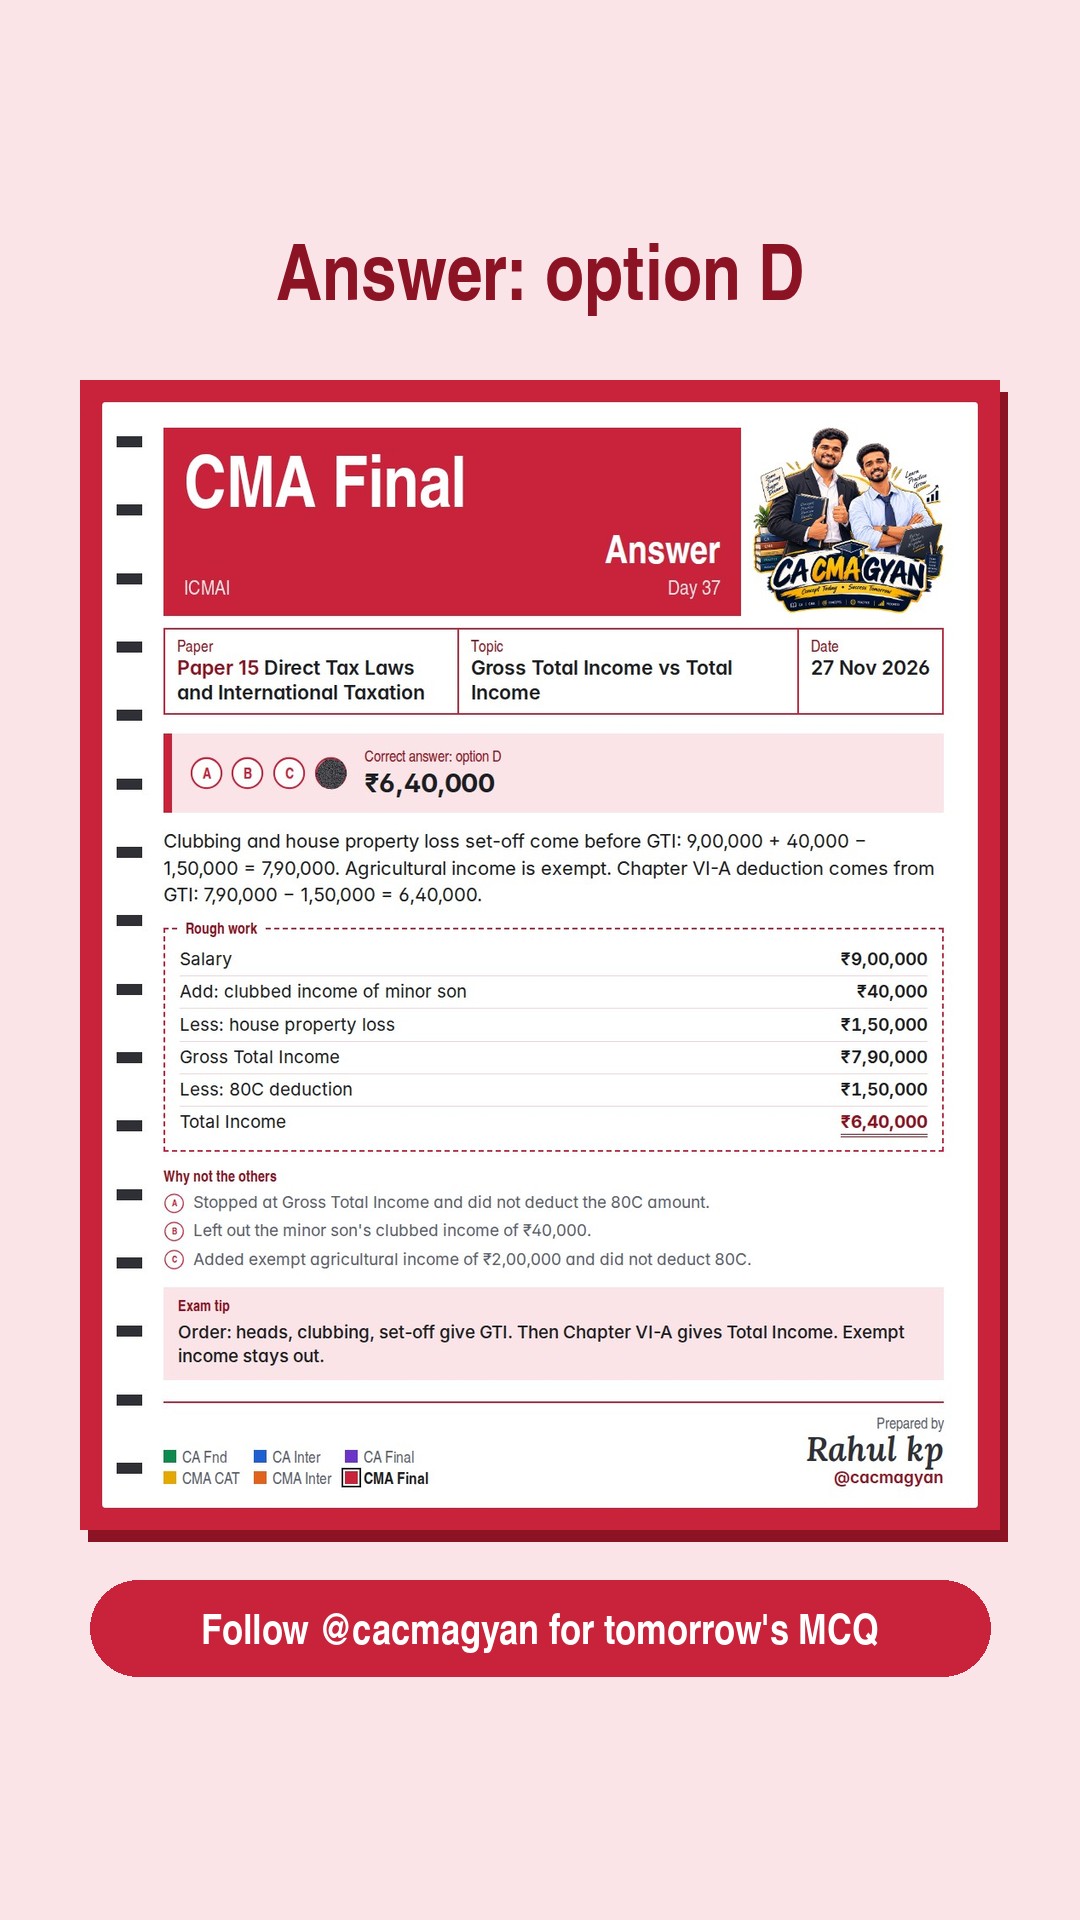 Answer: option D
CMA Final
Answer
ICMAI
Day 37
CA CMA GYAN
Concept Today • Success Tomorrow
Learn
Practice
Grow
Paper
Paper 15 Direct Tax Laws
and International Taxation
Topic
Gross Total Income vs Total
Income
Date
27 Nov 2026
A B C
Correct answer: option D
₹6,40,000
Clubbing and house property loss set-off come before GTI: 9,00,000 + 40,000 −
1,50,000 = 7,90,000. Agricultural income is exempt. Chapter VI-A deduction comes from
GTI: 7,90,000 − 1,50,000 = 6,40,000.
Rough work
Salary ₹9,00,000
Add: clubbed income of minor son ₹40,000
Less: house property loss ₹1,50,000
Gross Total Income ₹7,90,000
Less: 80C deduction ₹1,50,000
Total Income ₹6,40,000
Why not the others
A Stopped at Gross Total Income and did not deduct the 80C amount.
B Left out the minor son's clubbed income of ₹40,000.
C Added exempt agricultural income of ₹2,00,000 and did not deduct 80C.
Exam tip
Order: heads, clubbing, set-off give GTI. Then Chapter VI-A gives Total Income. Exempt
income stays out.
CA Fnd CA Inter CA Final
CMA CAT CMA Inter CMA Final
Prepared by
Rahul kp
@cacmagyan
Follow @cacmagyan for tomorrow's MCQ